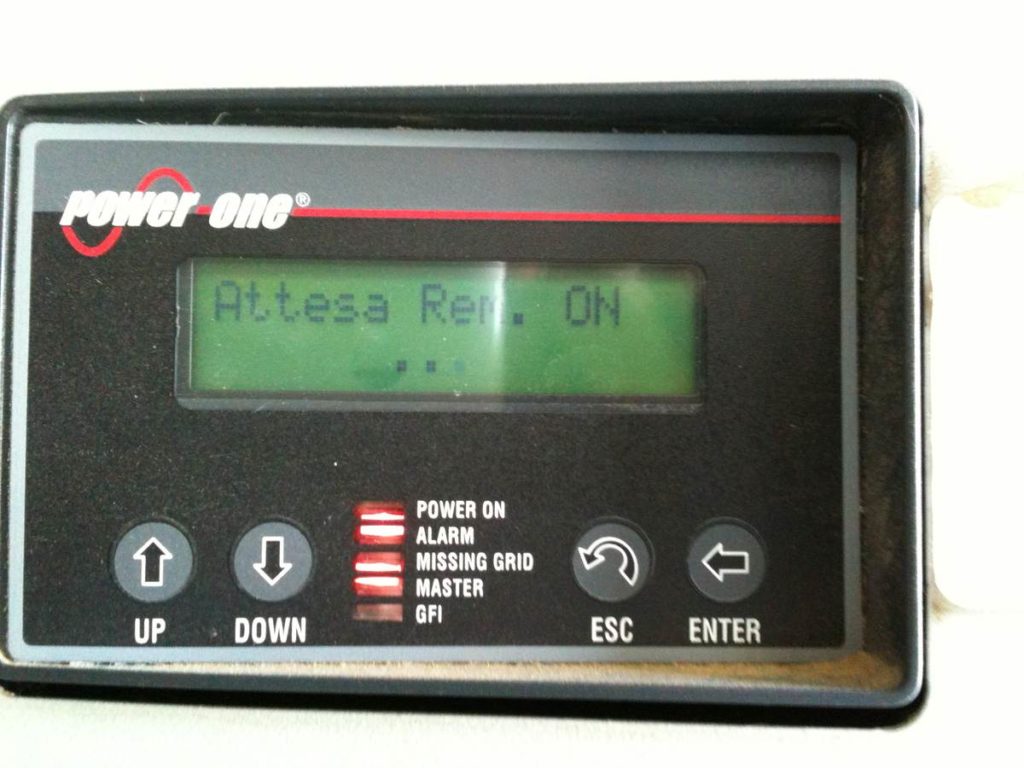 power-one®
Attesa Rem. ON
...
POWER ON
ALARM
MISSING GRID
MASTER
GFI
UP
DOWN
ESC
ENTER